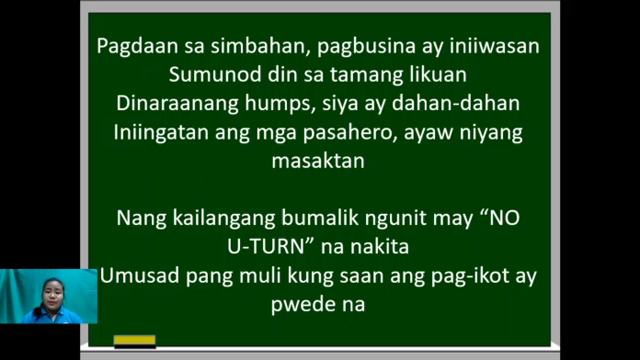 Pagdaan sa simbahan, pagbusina ay iniiwasan
Sumunod din sa tamang likuan
Dinaraanang humps, siya ay dahan-dahan
Iniingatan ang mga pasahero, ayaw niyang
masaktan
Nang kailangang bumalik ngunit may “NO
U-TURN” na nakita
Umusad pang muli kung saan ang pag-ikot ay
pwede na